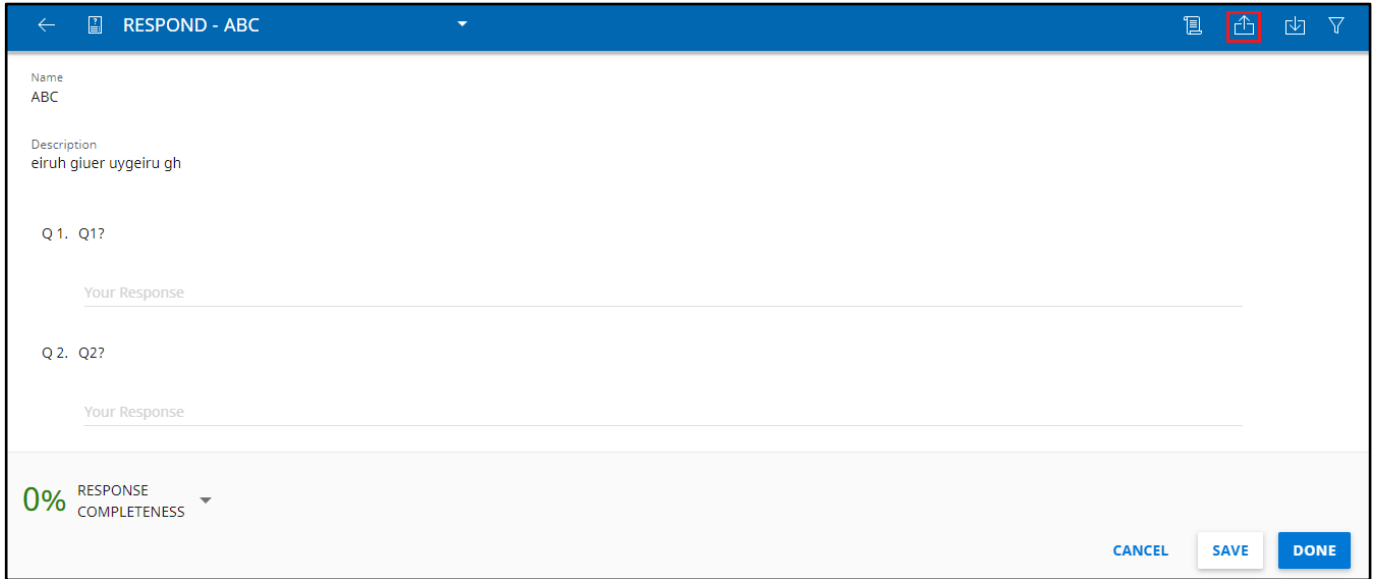 RESPOND - ABC
Name
ABC
Description
eiruh giuer uygeiru gh
Q 1. Q1?
Your Response
Q 2. Q2?
Your Response
0% RESPONSE
COMPLETENESS
CANCEL SAVE DONE